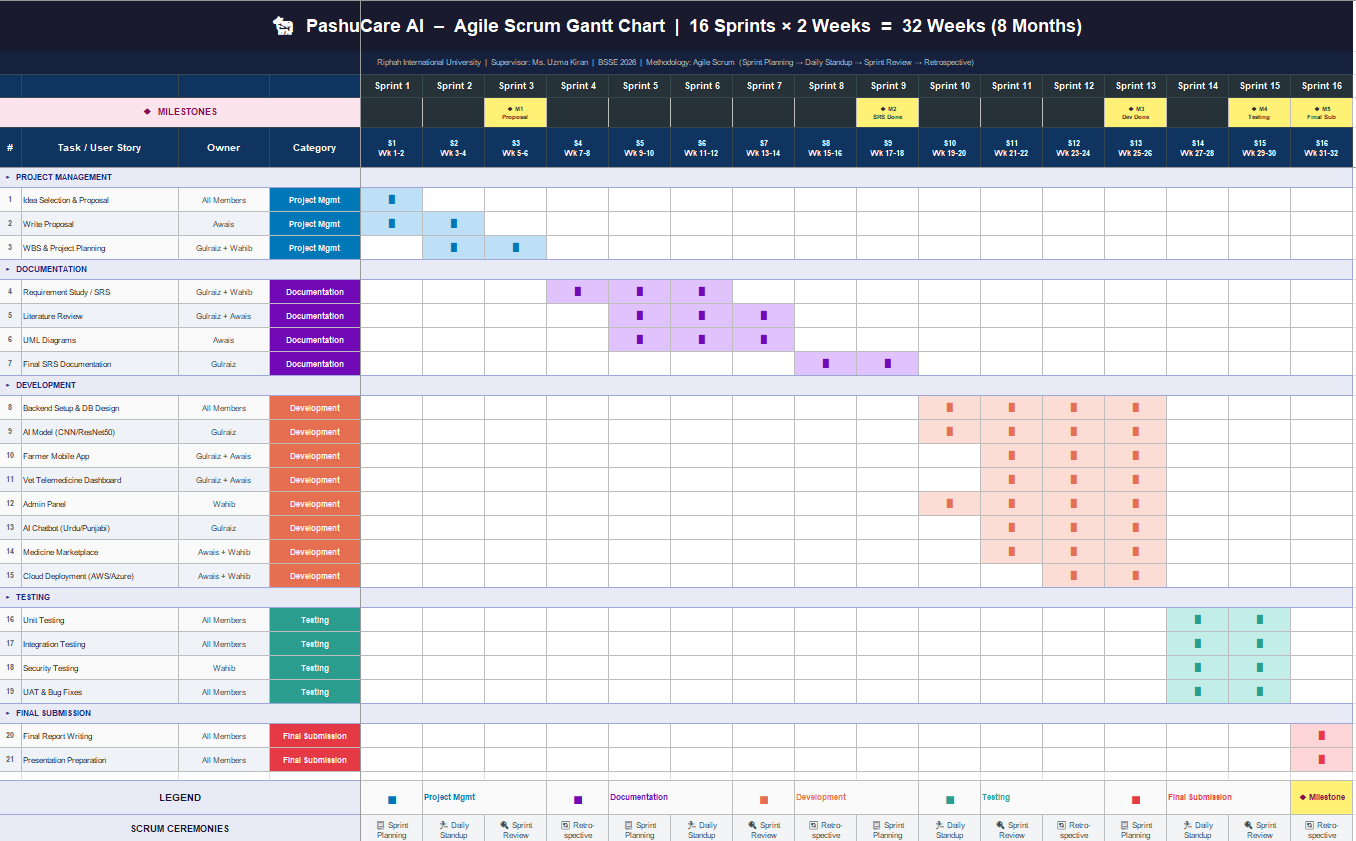 PashuCare AI – Agile Scrum Gantt Chart | 16 Sprints × 2 Weeks = 32 Weeks (8 Months)
Riphah International University | Supervisor: Ms. Uzma Kiran | BSSE 2026 | Methodology: Agile Scrum (Sprint Planning → Daily Standup → Sprint Review → Retrospective)
Sprint 1 Sprint 2 Sprint 3 Sprint 4 Sprint 5 Sprint 6 Sprint 7 Sprint 8 Sprint 9 Sprint 10 Sprint 11 Sprint 12 Sprint 13 Sprint 14 Sprint 15 Sprint 16
◆ MILESTONES
◆ M1 Proposal
◆ M2 SRS Done
◆ M3 Dev Done
◆ M4 Testing
◆ M5 Final Sub
# Task / User Story Owner Category
S1 Wk 1-2
S2 Wk 3-4
S3 Wk 5-6
S4 Wk 7-8
S5 Wk 9-10
S6 Wk 11-12
S7 Wk 13-14
S8 Wk 15-16
S9 Wk 17-18
S10 Wk 19-20
S11 Wk 21-22
S12 Wk 23-24
S13 Wk 25-26
S14 Wk 27-28
S15 Wk 29-30
S16 Wk 31-32
► PROJECT MANAGEMENT
1 Idea Selection & Proposal All Members Project Mgmt
2 Write Proposal Awais Project Mgmt
3 WBS & Project Planning Gulraiz + Wahib Project Mgmt
► DOCUMENTATION
4 Requirement Study / SRS Gulraiz + Wahib Documentation
5 Literature Review Gulraiz + Awais Documentation
6 UML Diagrams Awais Documentation
7 Final SRS Documentation Gulraiz Documentation
► DEVELOPMENT
8 Backend Setup & DB Design All Members Development
9 AI Model (CNN/ResNet50) Gulraiz Development
10 Farmer Mobile App Gulraiz + Awais Development
11 Vet Telemedicine Dashboard Gulraiz + Awais Development
12 Admin Panel Wahib Development
13 AI Chatbot (Urdu/Punjabi) Gulraiz Development
14 Medicine Marketplace Awais + Wahib Development
15 Cloud Deployment (AWS/Azure) Awais + Wahib Development
► TESTING
16 Unit Testing All Members Testing
17 Integration Testing All Members Testing
18 Security Testing Wahib Testing
19 UAT & Bug Fixes All Members Testing
► FINAL SUBMISSION
20 Final Report Writing All Members Final Submission
21 Presentation Preparation All Members Final Submission
LEGEND Project Mgmt Documentation Development Testing Final Submission ◆ Milestone
SCRUM CEREMONIES
Sprint Planning
Daily Standup
Sprint Review
Retro-spective
Sprint Planning
Daily Standup
Sprint Review
Retro-spective
Sprint Planning
Daily Standup
Sprint Review
Retro-spective
Sprint Planning
Daily Standup
Sprint Review
Retro-spective